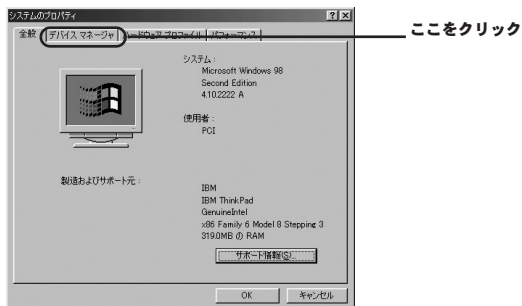 システムのプロパティ
全般 デバイス マネージャ ハードウェア プロファイル パフォーマンス
ここをクリック
システム:
Microsoft Windows 98
Second Edition
4.10.2222 A
使用者:
PCI
製造およびサポート元:
IBM
IBM ThinkPad
GenuineIntel
x86 Family 6 Model 8 Stepping 3
319.0MB の RAM
サポート情報(S)...
OK キャンセル